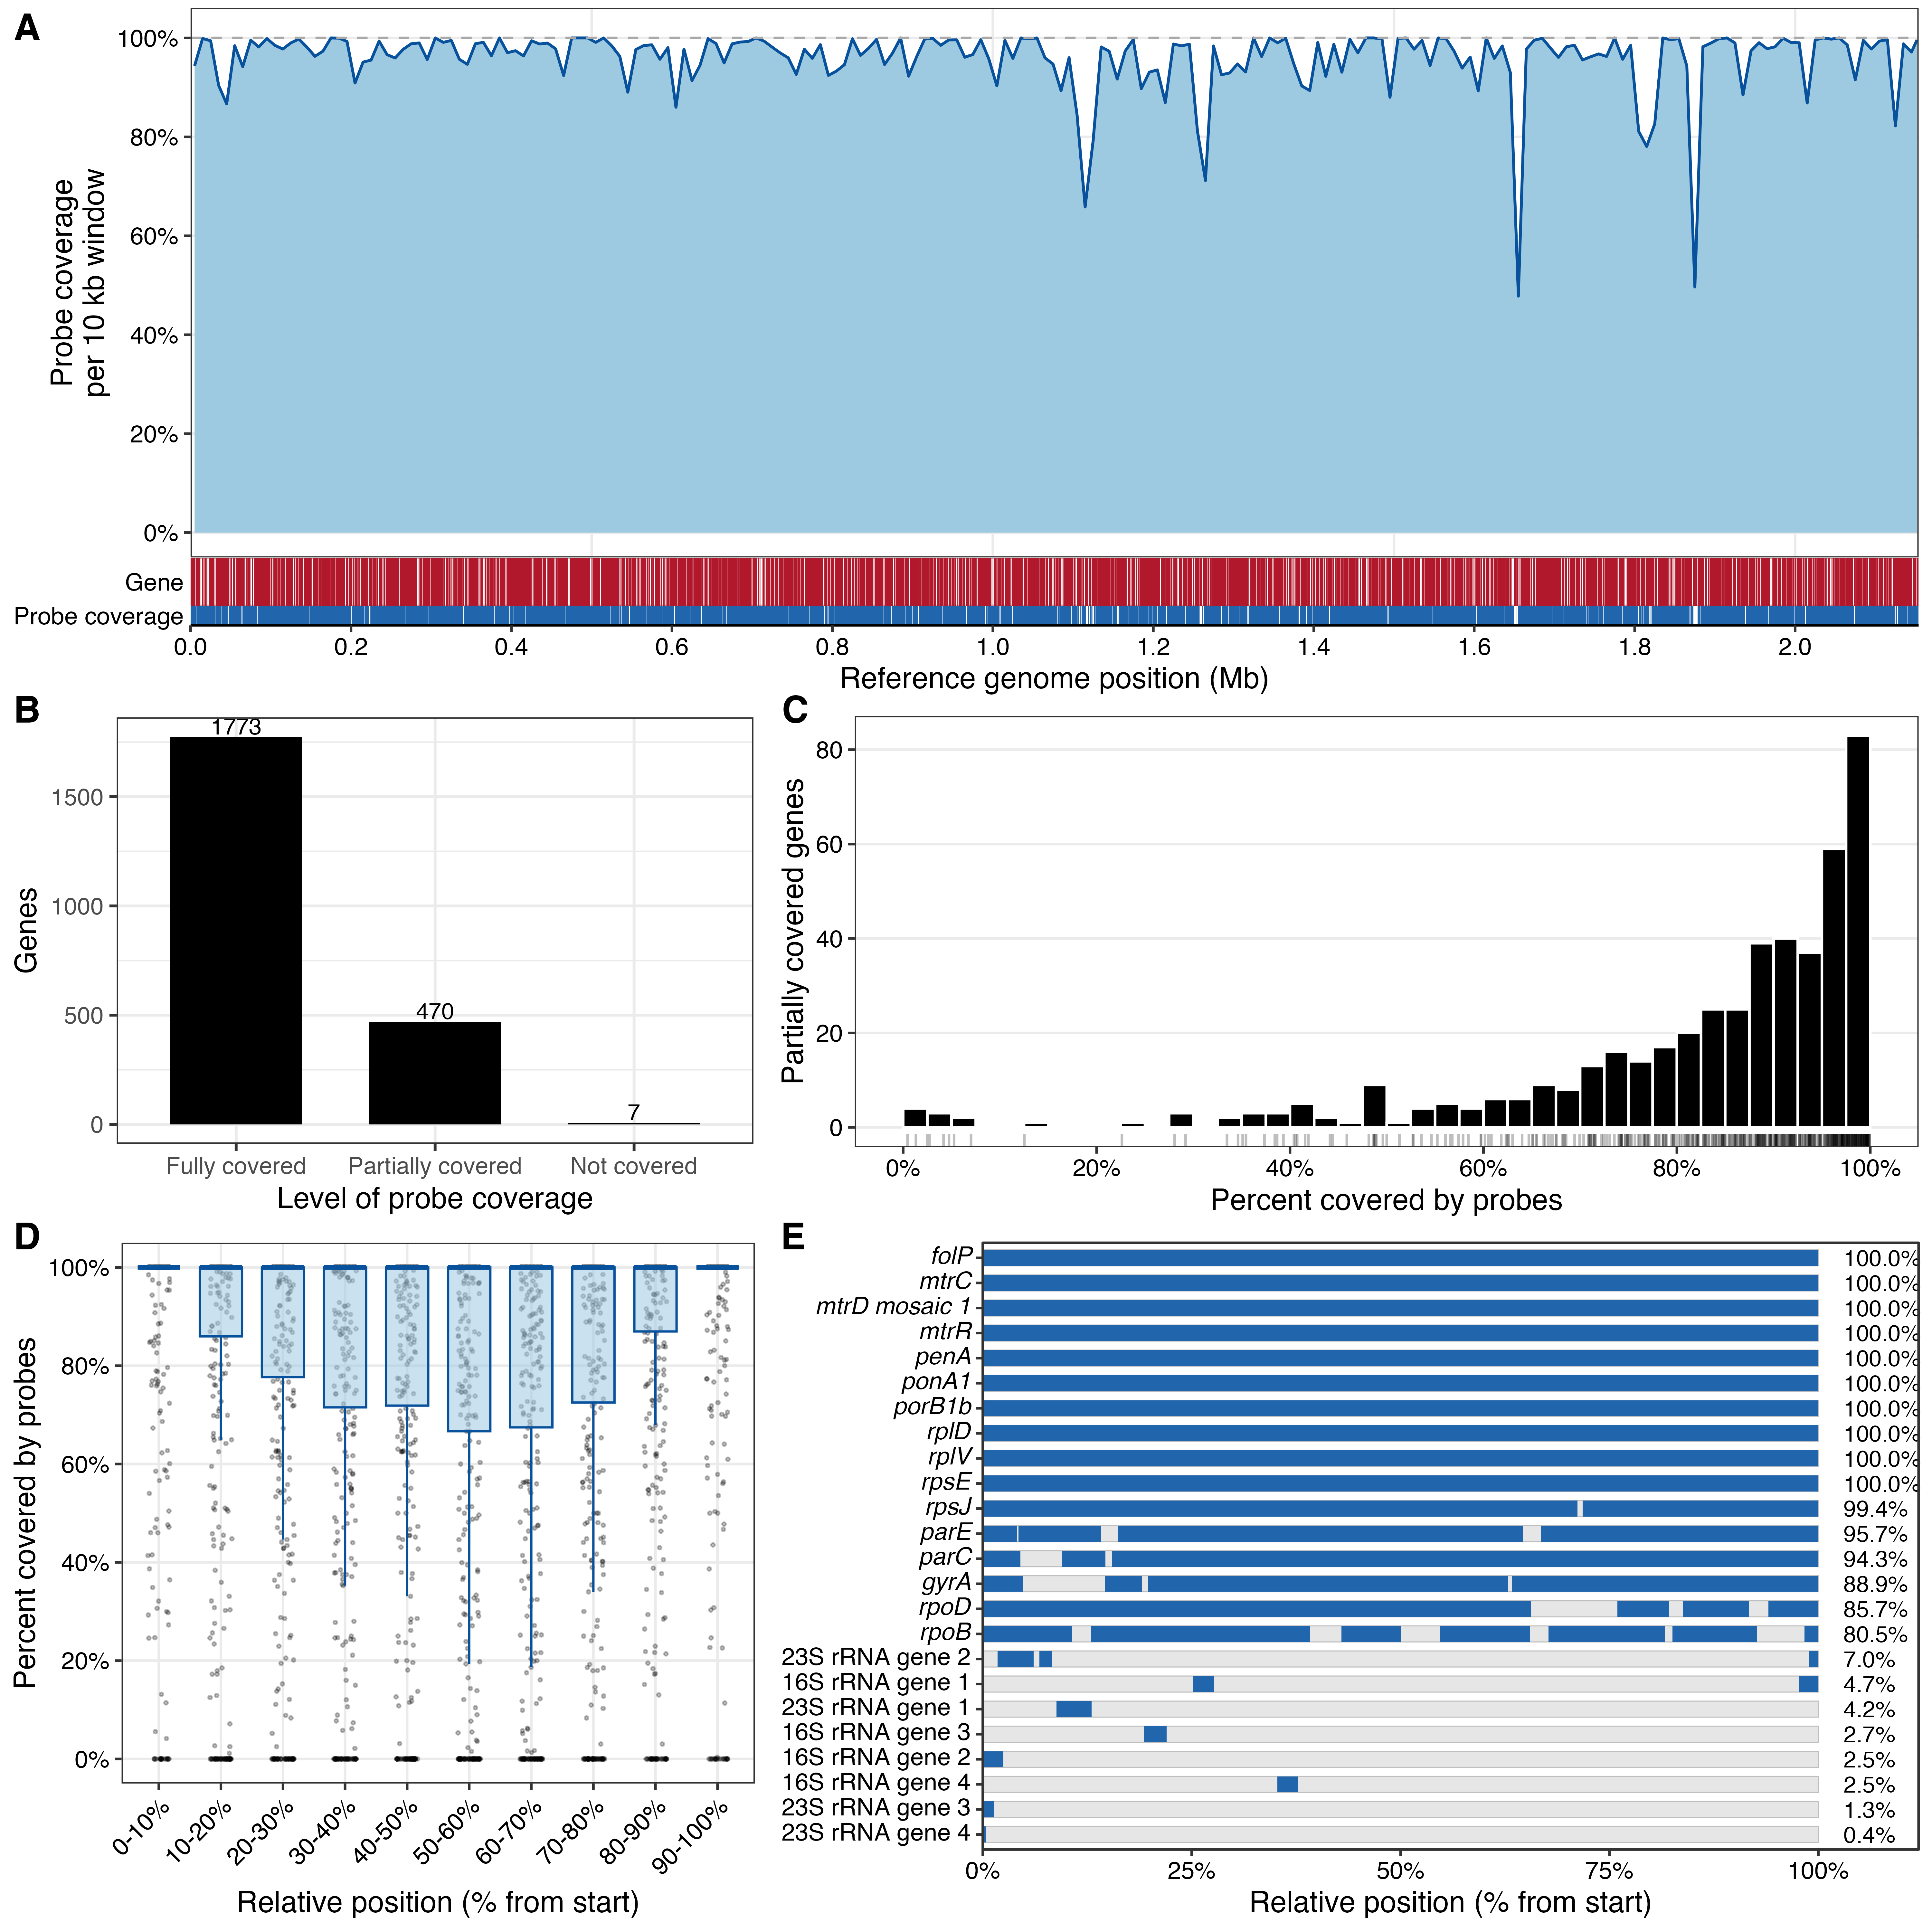 A
100%
80%
60%
40%
20%
0%
Probe coverage
per 10 kb window
Gene
Probe coverage
0.0 0.2 0.4 0.6 0.8 1.0 1.2 1.4 1.6 1.8 2.0
Reference genome position (Mb)
B
1773
470
7
1500
1000
500
0
Genes
Fully covered Partially covered Not covered
Level of probe coverage
C
80
60
40
20
0
Partially covered genes
0% 20% 40% 60% 80% 100%
Percent covered by probes
D
100%
80%
60%
40%
20%
0%
Percent covered by probes
0-10% 10-20% 20-30% 30-40% 40-50% 50-60% 60-70% 70-80% 80-90% 90-100%
Relative position (% from start)
E
folP 100.0%
mtrC 100.0%
mtrD mosaic 1 100.0%
mtrR 100.0%
penA 100.0%
ponA1 100.0%
porB1b 100.0%
rplD 100.0%
rplV 100.0%
rpsE 100.0%
rpsJ 99.4%
parE 95.7%
parC 94.3%
gyrA 88.9%
rpoD 85.7%
rpoB 80.5%
23S rRNA gene 2 7.0%
16S rRNA gene 1 4.7%
23S rRNA gene 1 4.2%
16S rRNA gene 3 2.7%
16S rRNA gene 2 2.5%
16S rRNA gene 4 2.5%
23S rRNA gene 3 1.3%
23S rRNA gene 4 0.4%
0% 25% 50% 75% 100%
Relative position (% from start)